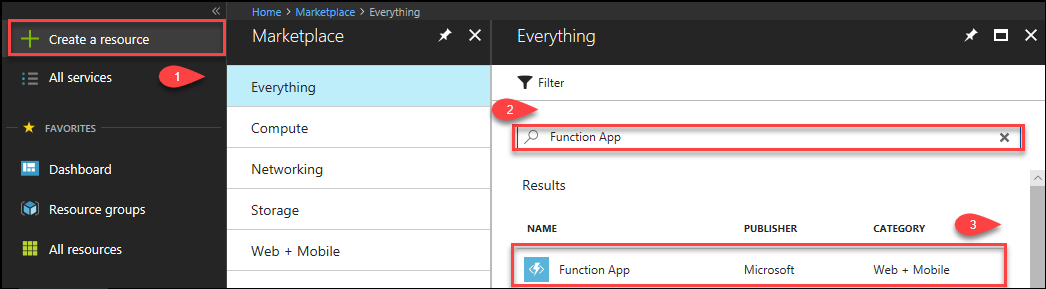 «
Home > Marketplace > Everything
Create a resource
All services
1
FAVORITES
Dashboard
Resource groups
All resources
Marketplace
Everything
Compute
Networking
Storage
Web + Mobile
Everything
Filter
2
Function App
Results
3
NAME PUBLISHER CATEGORY
Function App Microsoft Web + Mobile